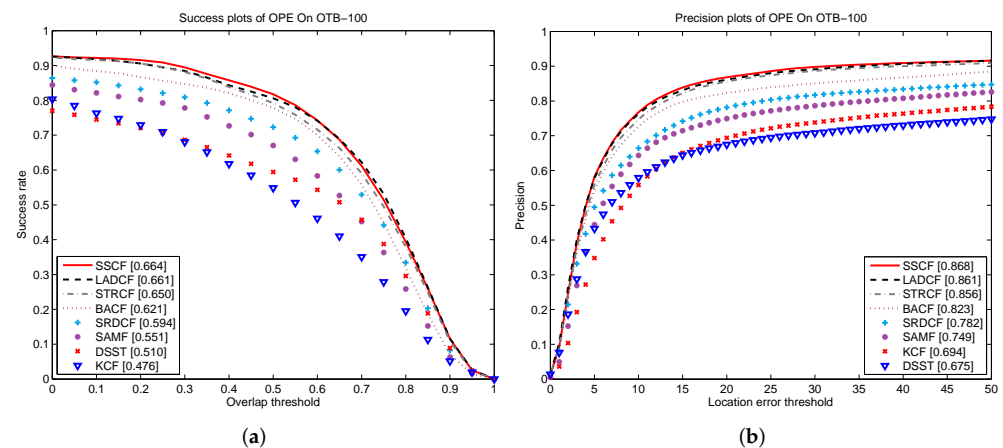 Success plots of OPE On OTB−100
1
0.9
0.8
0.7
0.6
0.5
0.4
0.3
0.2
0.1
0
Success rate
SSCF [0.664]
LADCF [0.661]
STRCF [0.650]
BACF [0.621]
SRDCF [0.594]
SAMF [0.551]
DSST [0.510]
KCF [0.476]
0 0.1 0.2 0.3 0.4 0.5 0.6 0.7 0.8 0.9 1
Overlap threshold
(a)
Precision plots of OPE On OTB−100
1
0.9
0.8
0.7
0.6
0.5
0.4
0.3
0.2
0.1
0
Precision
SSCF [0.868]
LADCF [0.861]
STRCF [0.856]
BACF [0.823]
SRDCF [0.782]
SAMF [0.749]
KCF [0.694]
DSST [0.675]
0 5 10 15 20 25 30 35 40 45 50
Location error threshold
(b)